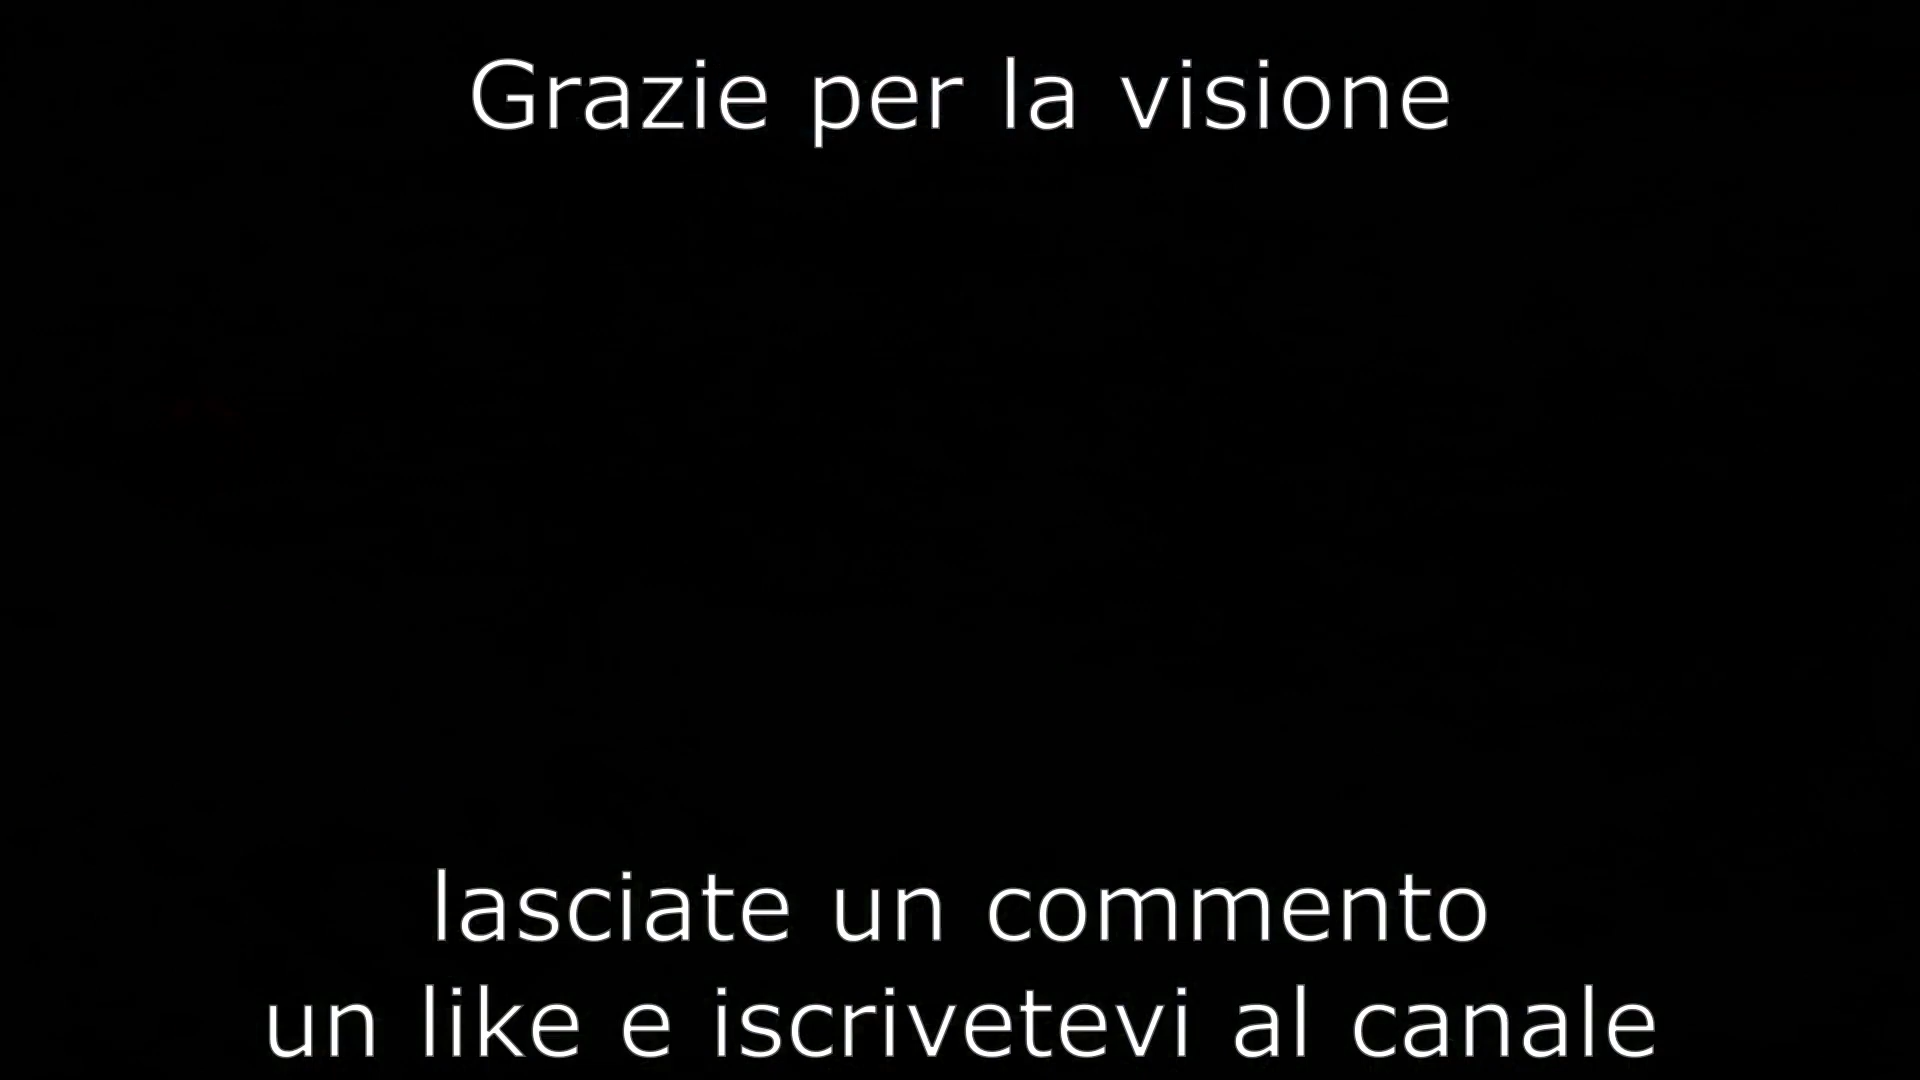 Grazie per la visione
lasciate un commento
un like e iscrivetevi al canale